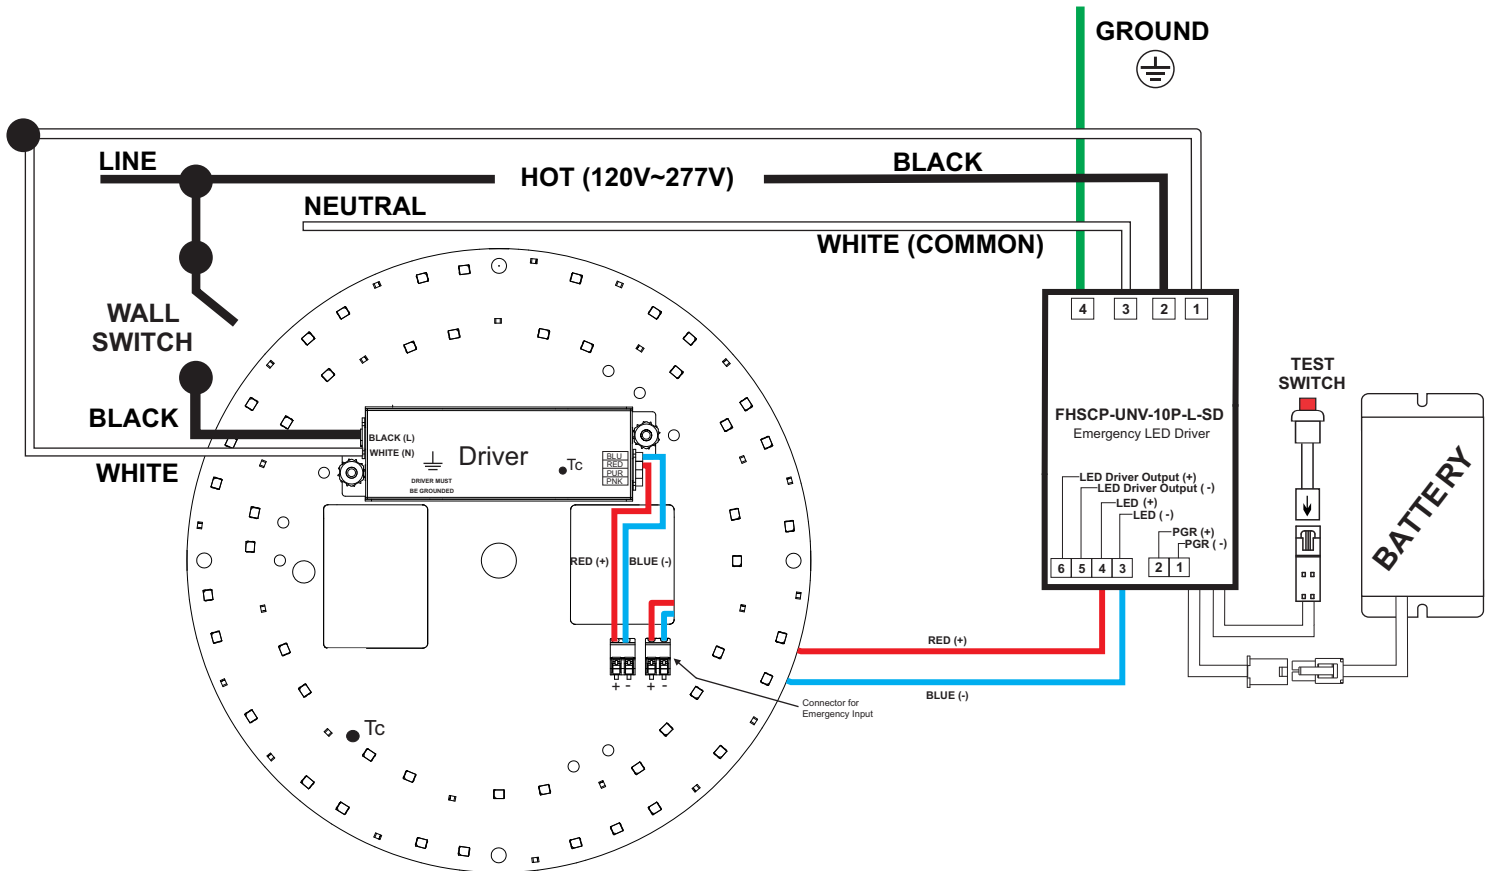 GROUND
LINE
HOT (120V~277V)
BLACK
NEUTRAL
WHITE (COMMON)
WALL
SWITCH
BLACK
WHITE
BLACK (L)
WHITE (N)
DRIVER MUST
BE GROUNDED
Driver
Tc
BLU
RED
PUR
PNK
RED (+)
BLUE (-)
+ - + -
Connector for
Emergency Input
Tc
4 3 2 1
FHSCP-UNV-10P-L-SD
Emergency LED Driver
LED Driver Output (+)
LED Driver Output ( -)
LED (+)
LED ( -)
PGR (+)
PGR ( -)
6 5 4 3 2 1
RED (+)
BLUE (-)
TEST
SWITCH
BATTERY